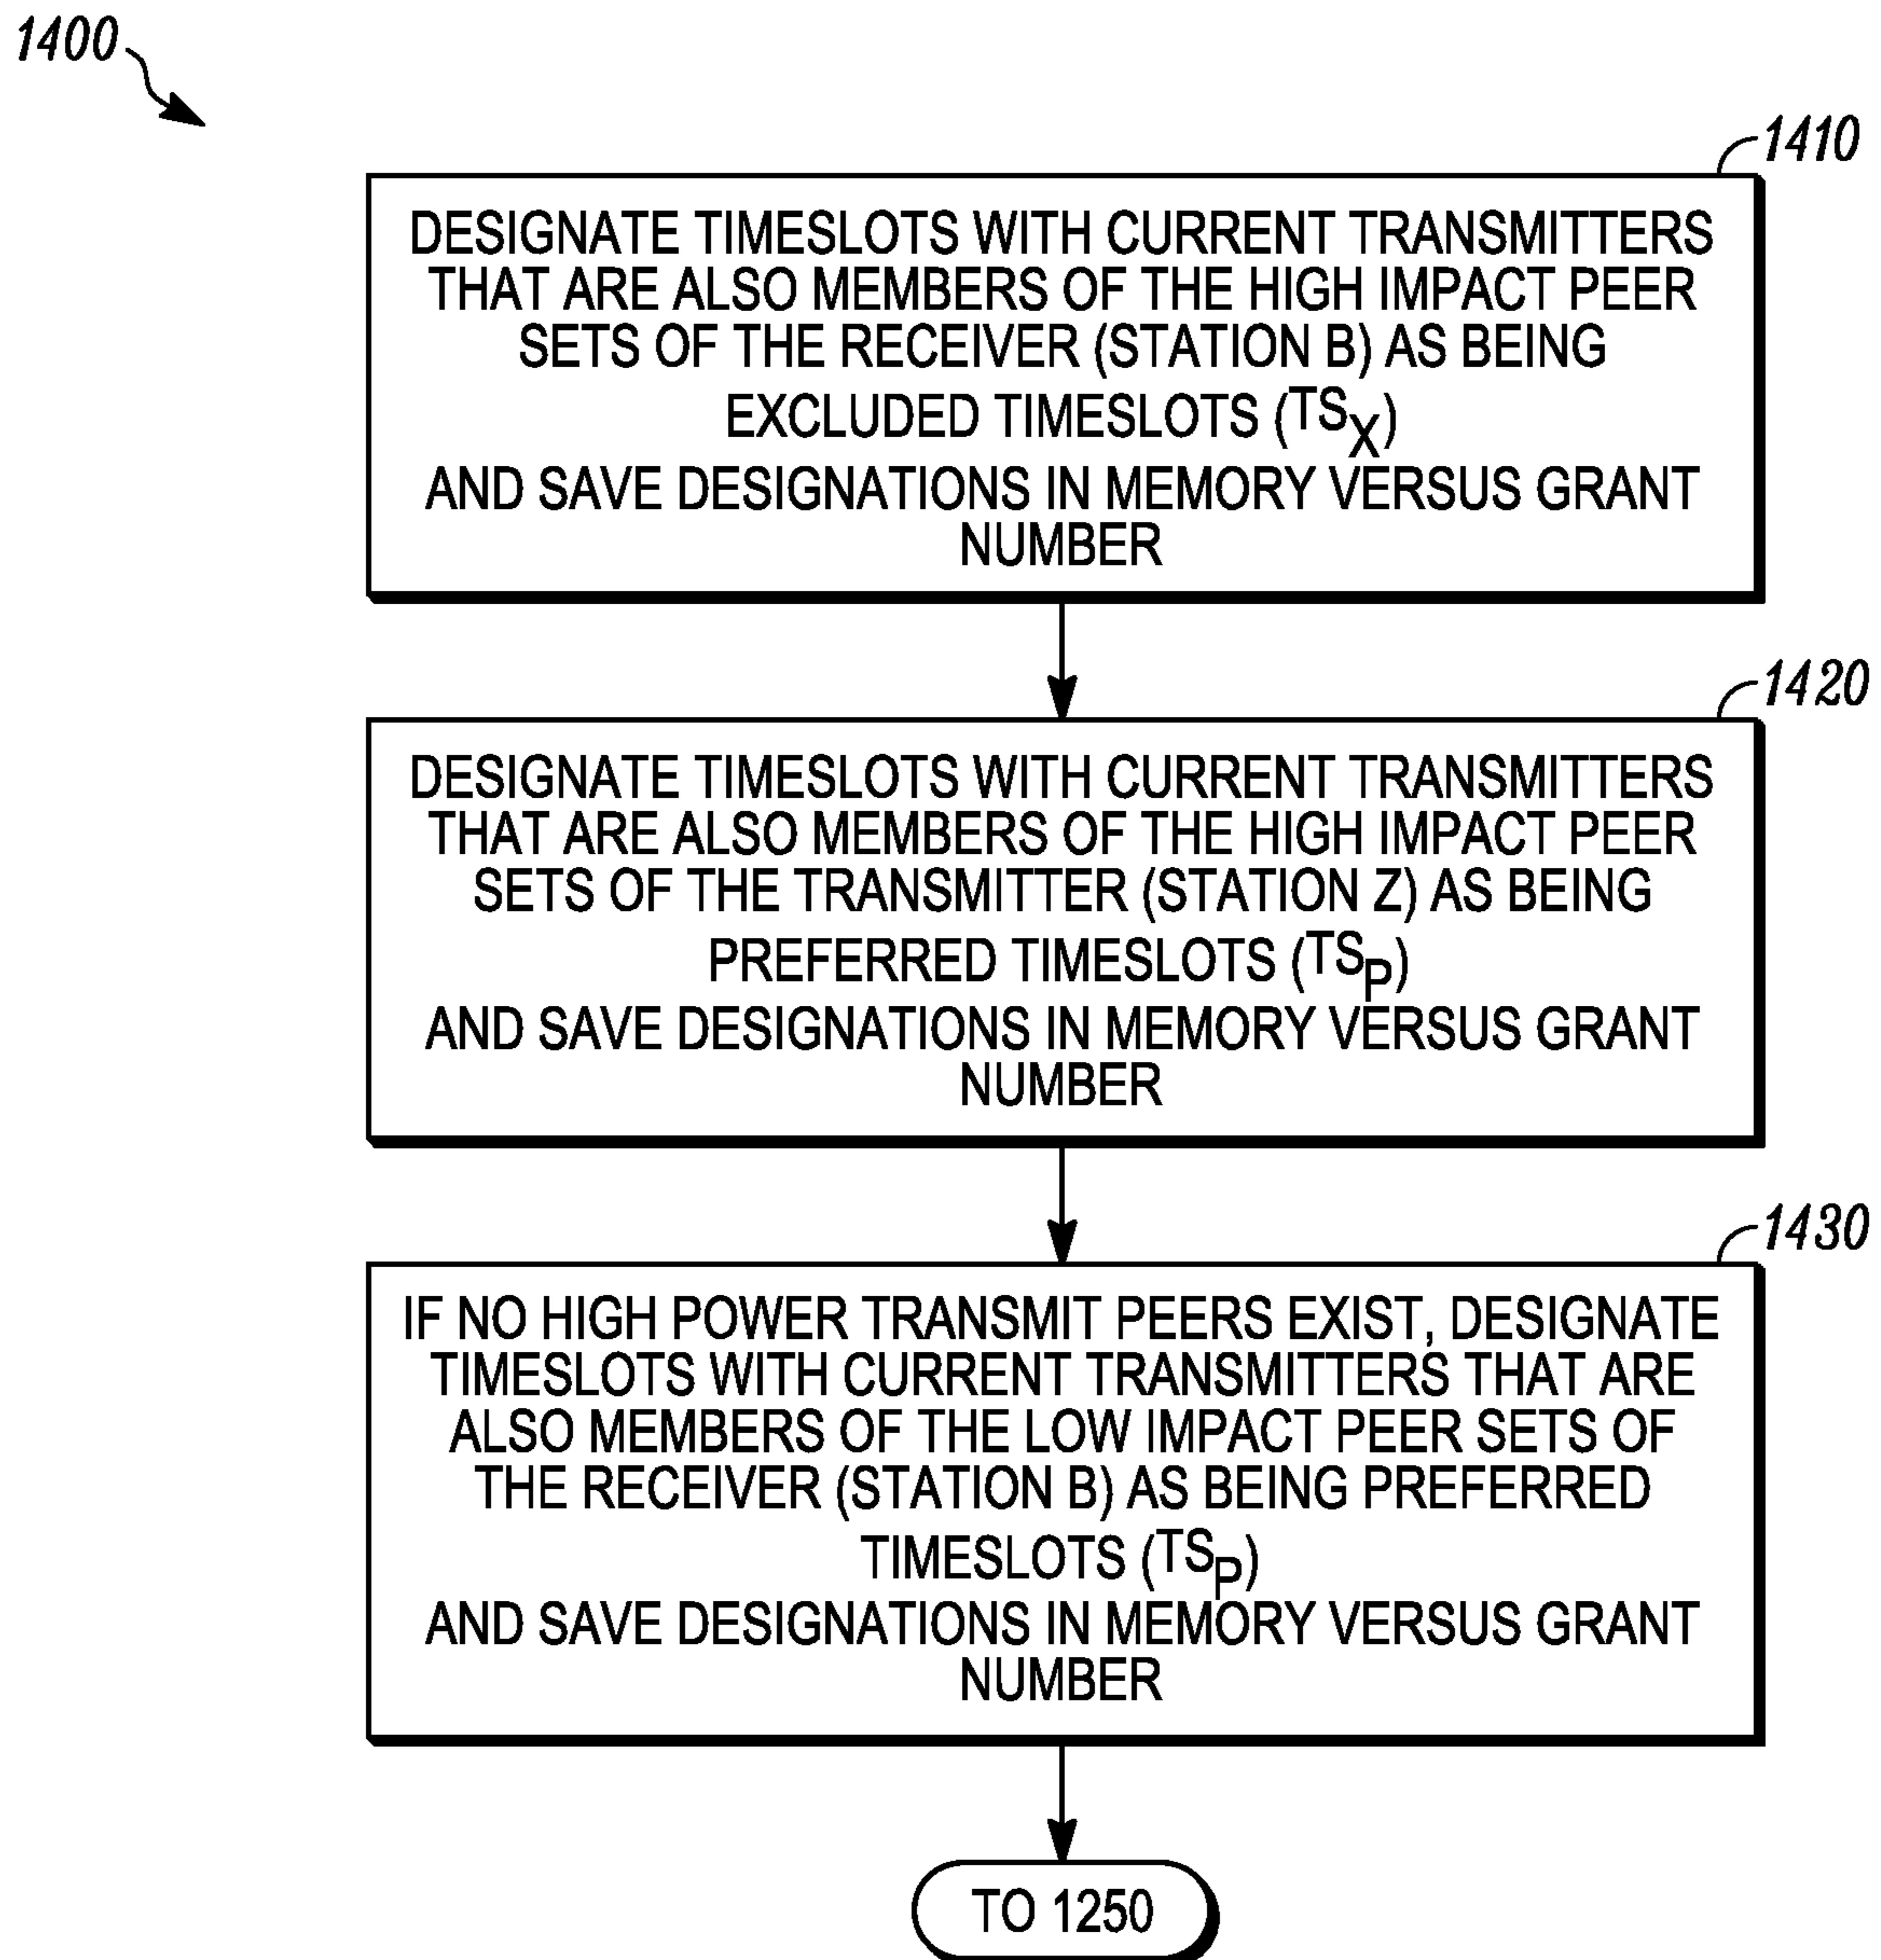 1400
1410
DESIGNATE TIMESLOTS WITH CURRENT TRANSMITTERS
THAT ARE ALSO MEMBERS OF THE HIGH IMPACT PEER
SETS OF THE RECEIVER (STATION B) AS BEING
EXCLUDED TIMESLOTS (TSX)
AND SAVE DESIGNATIONS IN MEMORY VERSUS GRANT
NUMBER
1420
DESIGNATE TIMESLOTS WITH CURRENT TRANSMITTERS
THAT ARE ALSO MEMBERS OF THE HIGH IMPACT PEER
SETS OF THE TRANSMITTER (STATION Z) AS BEING
PREFERRED TIMESLOTS (TSP)
AND SAVE DESIGNATIONS IN MEMORY VERSUS GRANT
NUMBER
1430
IF NO HIGH POWER TRANSMIT PEERS EXIST, DESIGNATE
TIMESLOTS WITH CURRENT TRANSMITTERS THAT ARE
ALSO MEMBERS OF THE LOW IMPACT PEER SETS OF
THE RECEIVER (STATION B) AS BEING PREFERRED
TIMESLOTS (TSP)
AND SAVE DESIGNATIONS IN MEMORY VERSUS GRANT
NUMBER
TO 1250